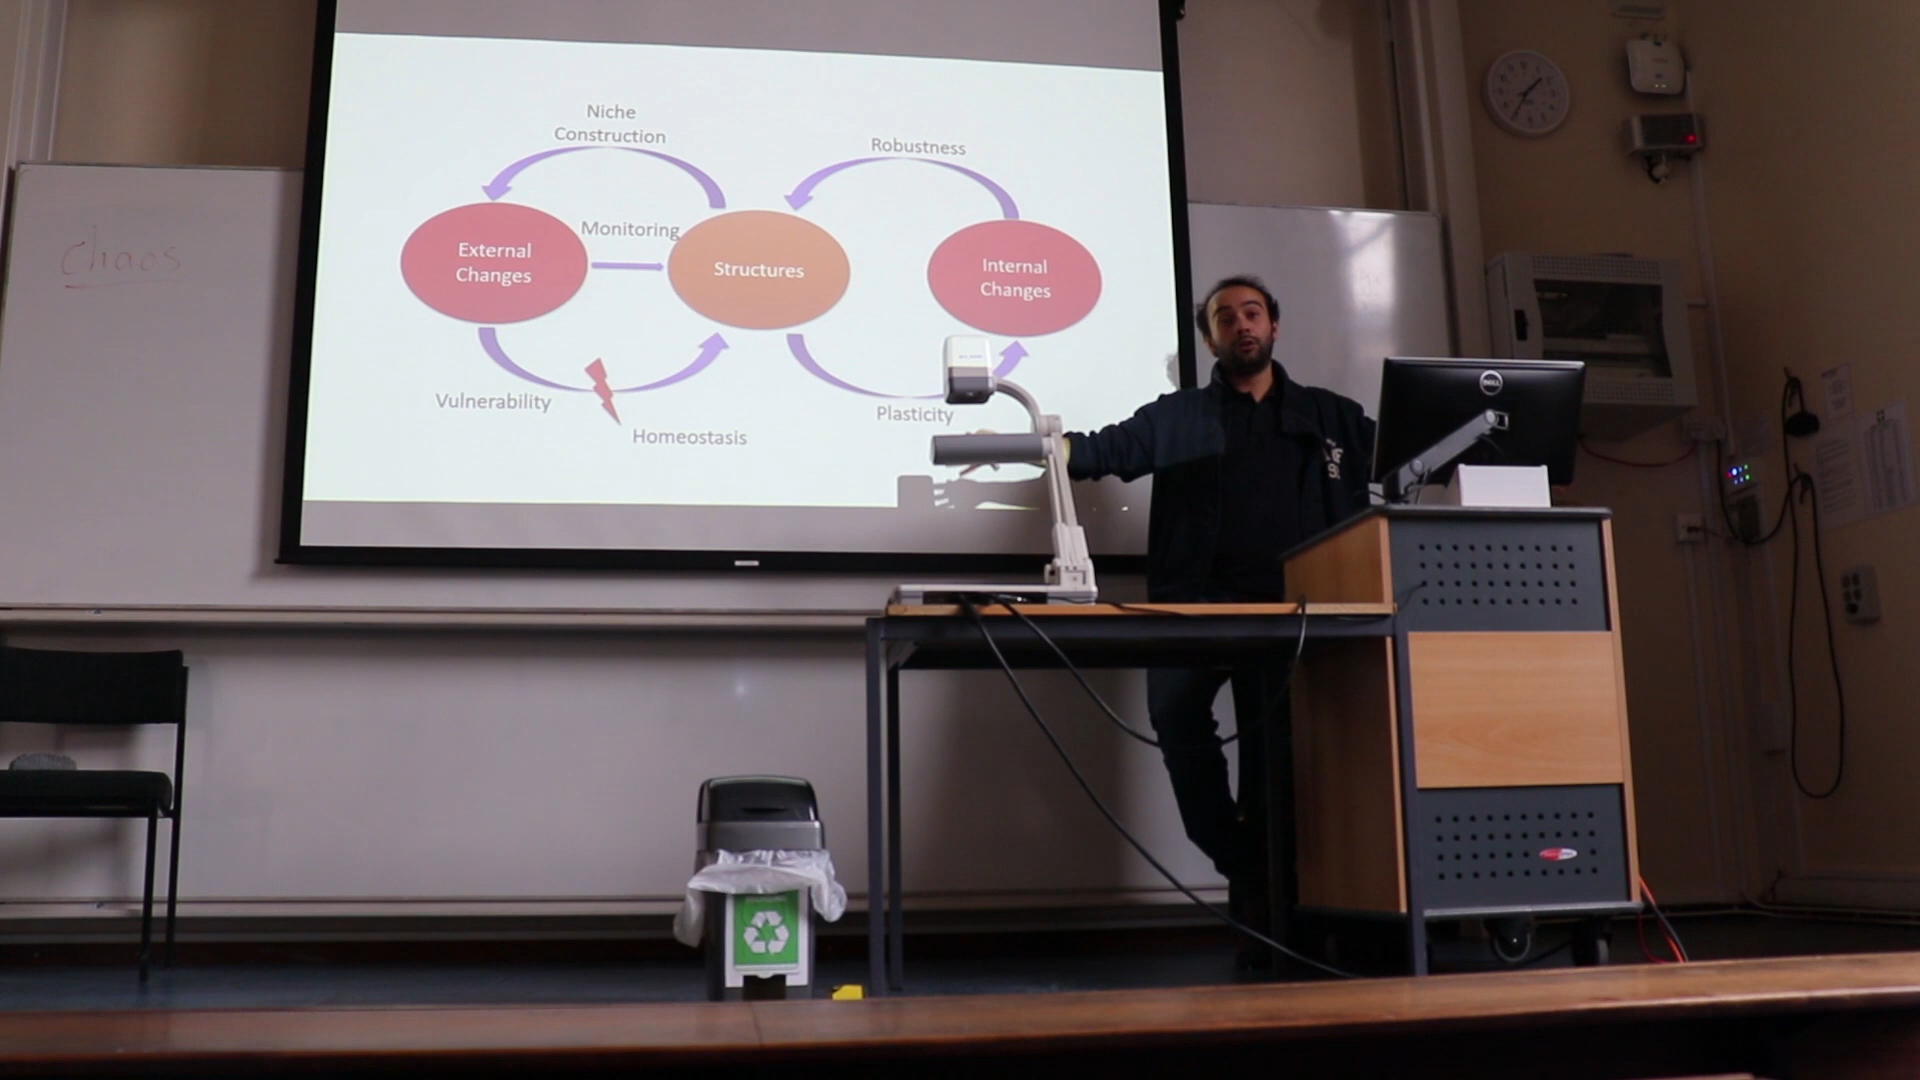 Niche
Construction
Robustness
Monitoring
External
Changes
Structures
Internal
Changes
Vulnerability
Homeostasis
Plasticity
chaos
DELL